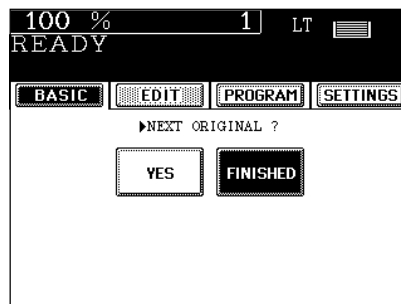 100 % 1 LT
READY
BASIC EDIT PROGRAM SETTINGS
▶NEXT ORIGINAL ?
YES FINISHED